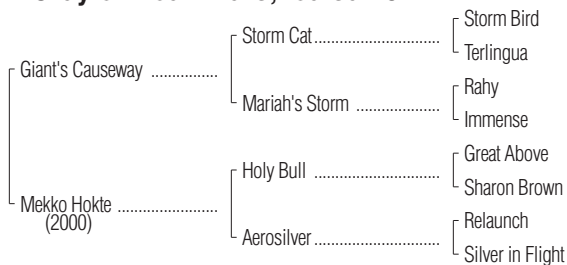 Storm Bird
Storm Cat....................
Terlingua
Giant's Causeway ...............
Rahy
Mariah's Storm ...................
Immense
Great Above
Holy Bull ............................
Sharon Brown
Mekko Hokte ......................
(2000)
Relaunch
Aerosilver............................
Silver in Flight